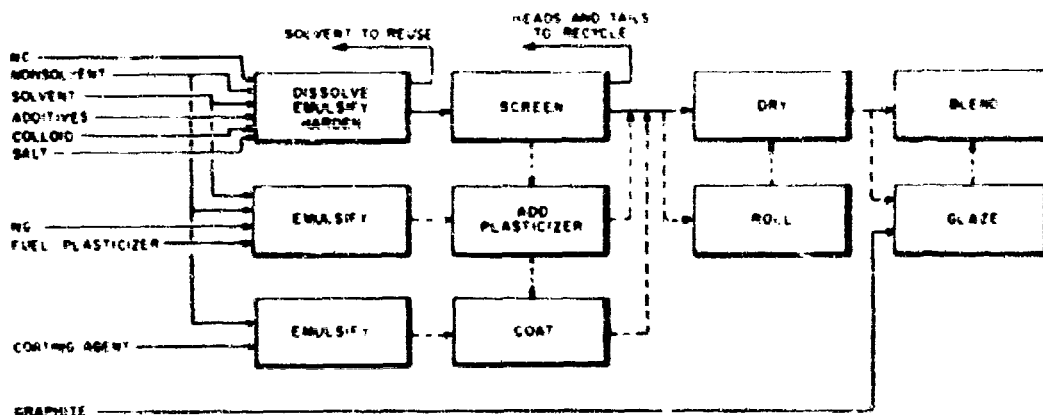 HEADS AND TAILS
TO RECYCLE
SOLVENT TO REUSE
NC
NONSOLVENT
SOLVENT
ADDITIVES
COLLOID
SALT
DISSOLVE
EMULSIFY
HARDEN
SCREEN
DRY
BLEND
NG
FUEL PLASTICIZER
EMULSIFY
ADD
PLASTICIZER
ROLL
GLAZE
COATING AGENT
EMULSIFY
COAT
GRAPHITE